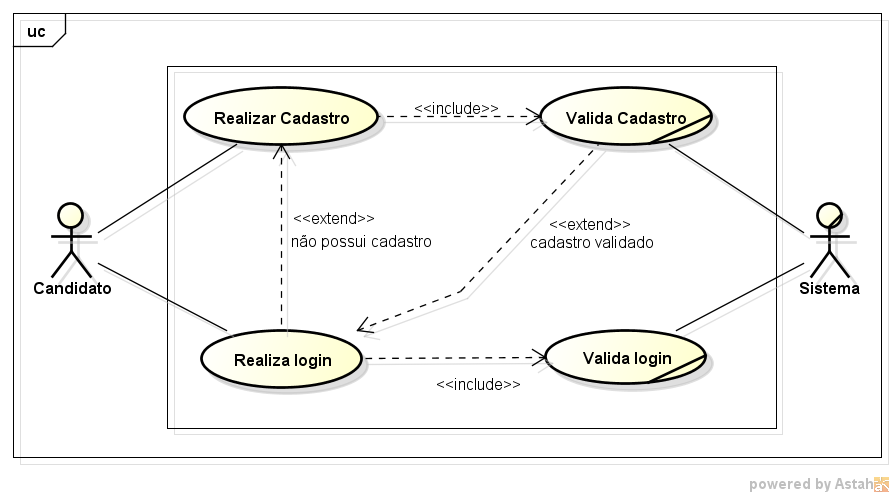 uc
Realizar Cadastro
<<include>>
Valida Cadastro
<<extend>>
não possui cadastro
<<extend>>
cadastro validado
Candidato
Sistema
Realiza login
<<include>>
Valida login
powered by Astah